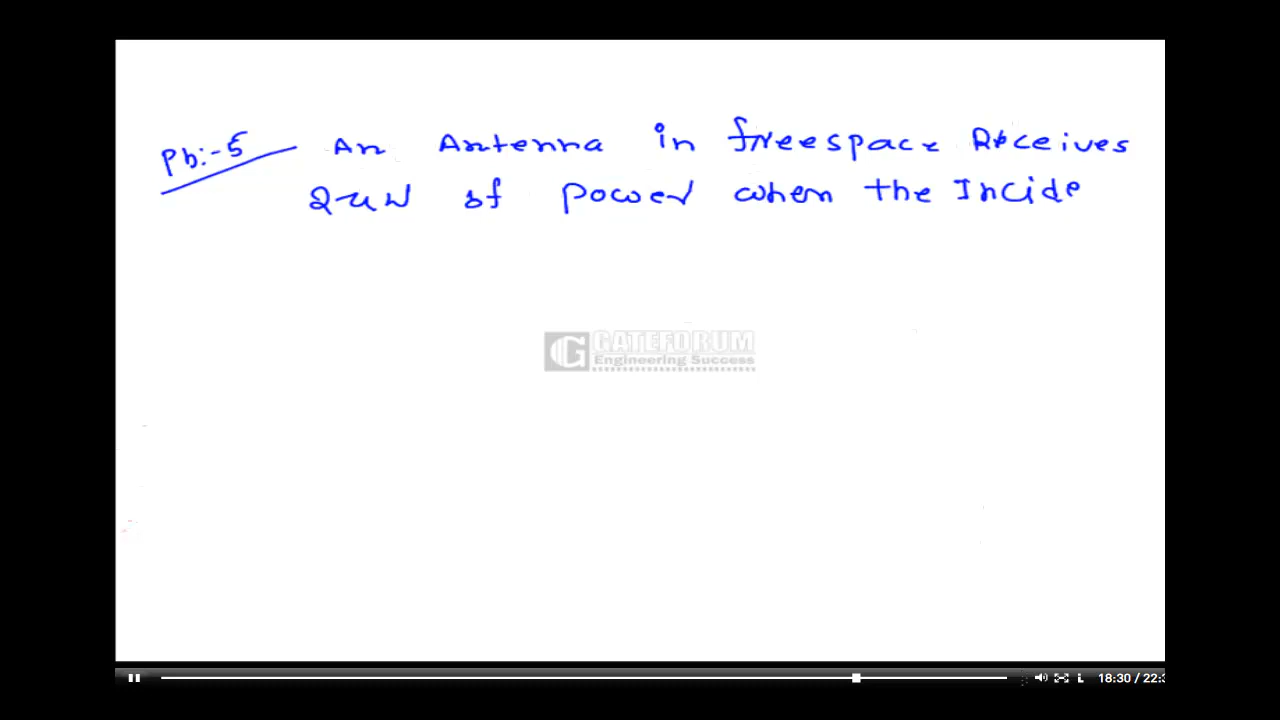 Pb:-5 An Antenna in freespace Receives
2uW of power when the Incide
GATEFORUM
Engineering Success
18:30 / 22:3